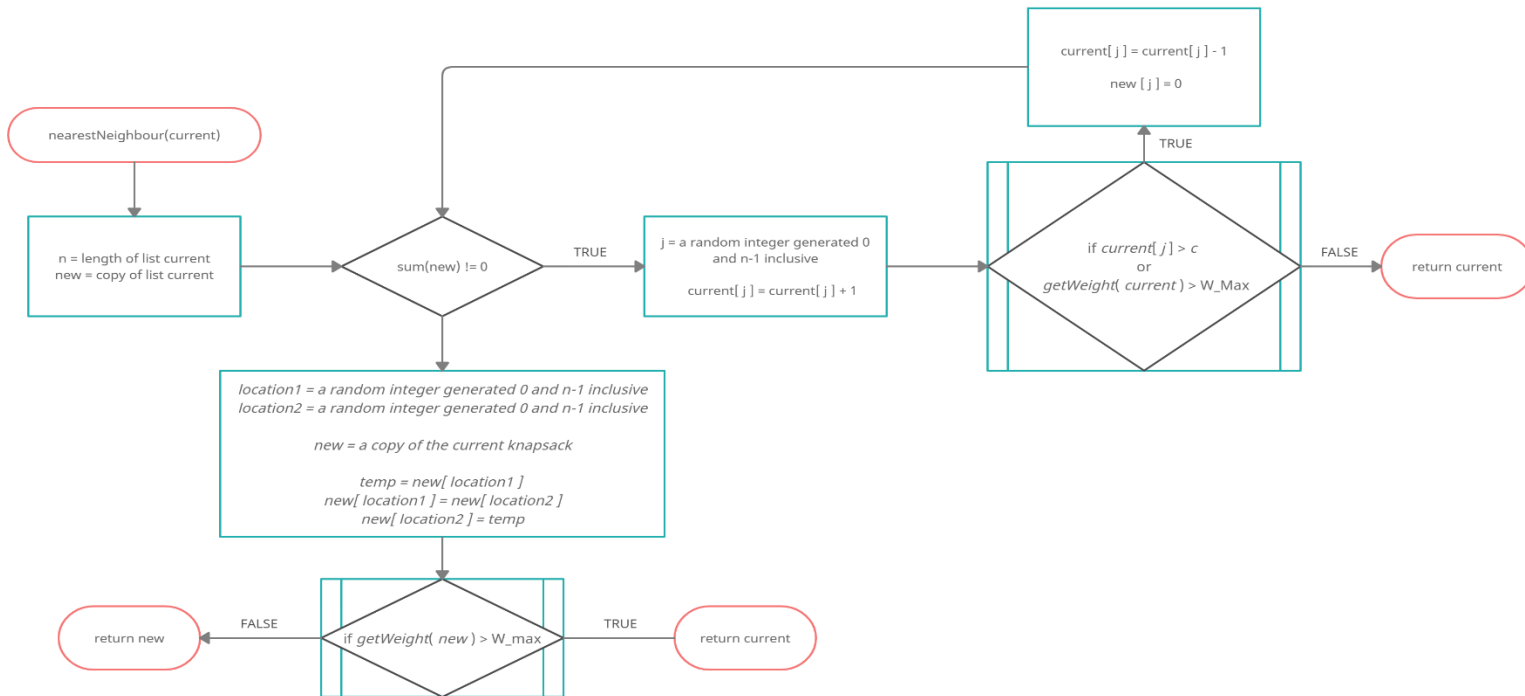 nearestNeighbour(current)
n = length of list current
new = copy of list current
sum(new) != 0
TRUE
j = a random integer generated 0
and n-1 inclusive
current[ j ] = current[ j ] + 1
if current[ j ] > c
or
getWeight( current ) > W_Max
TRUE
current[ j ] = current[ j ] - 1
new [ j ] = 0
FALSE
return current
location1 = a random integer generated 0 and n-1 inclusive
location2 = a random integer generated 0 and n-1 inclusive
new = a copy of the current knapsack
temp = new[ location1 ]
new[ location1 ] = new[ location2 ]
new[ location2 ] = temp
if getWeight( new ) > W_max
FALSE
return new
TRUE
return current